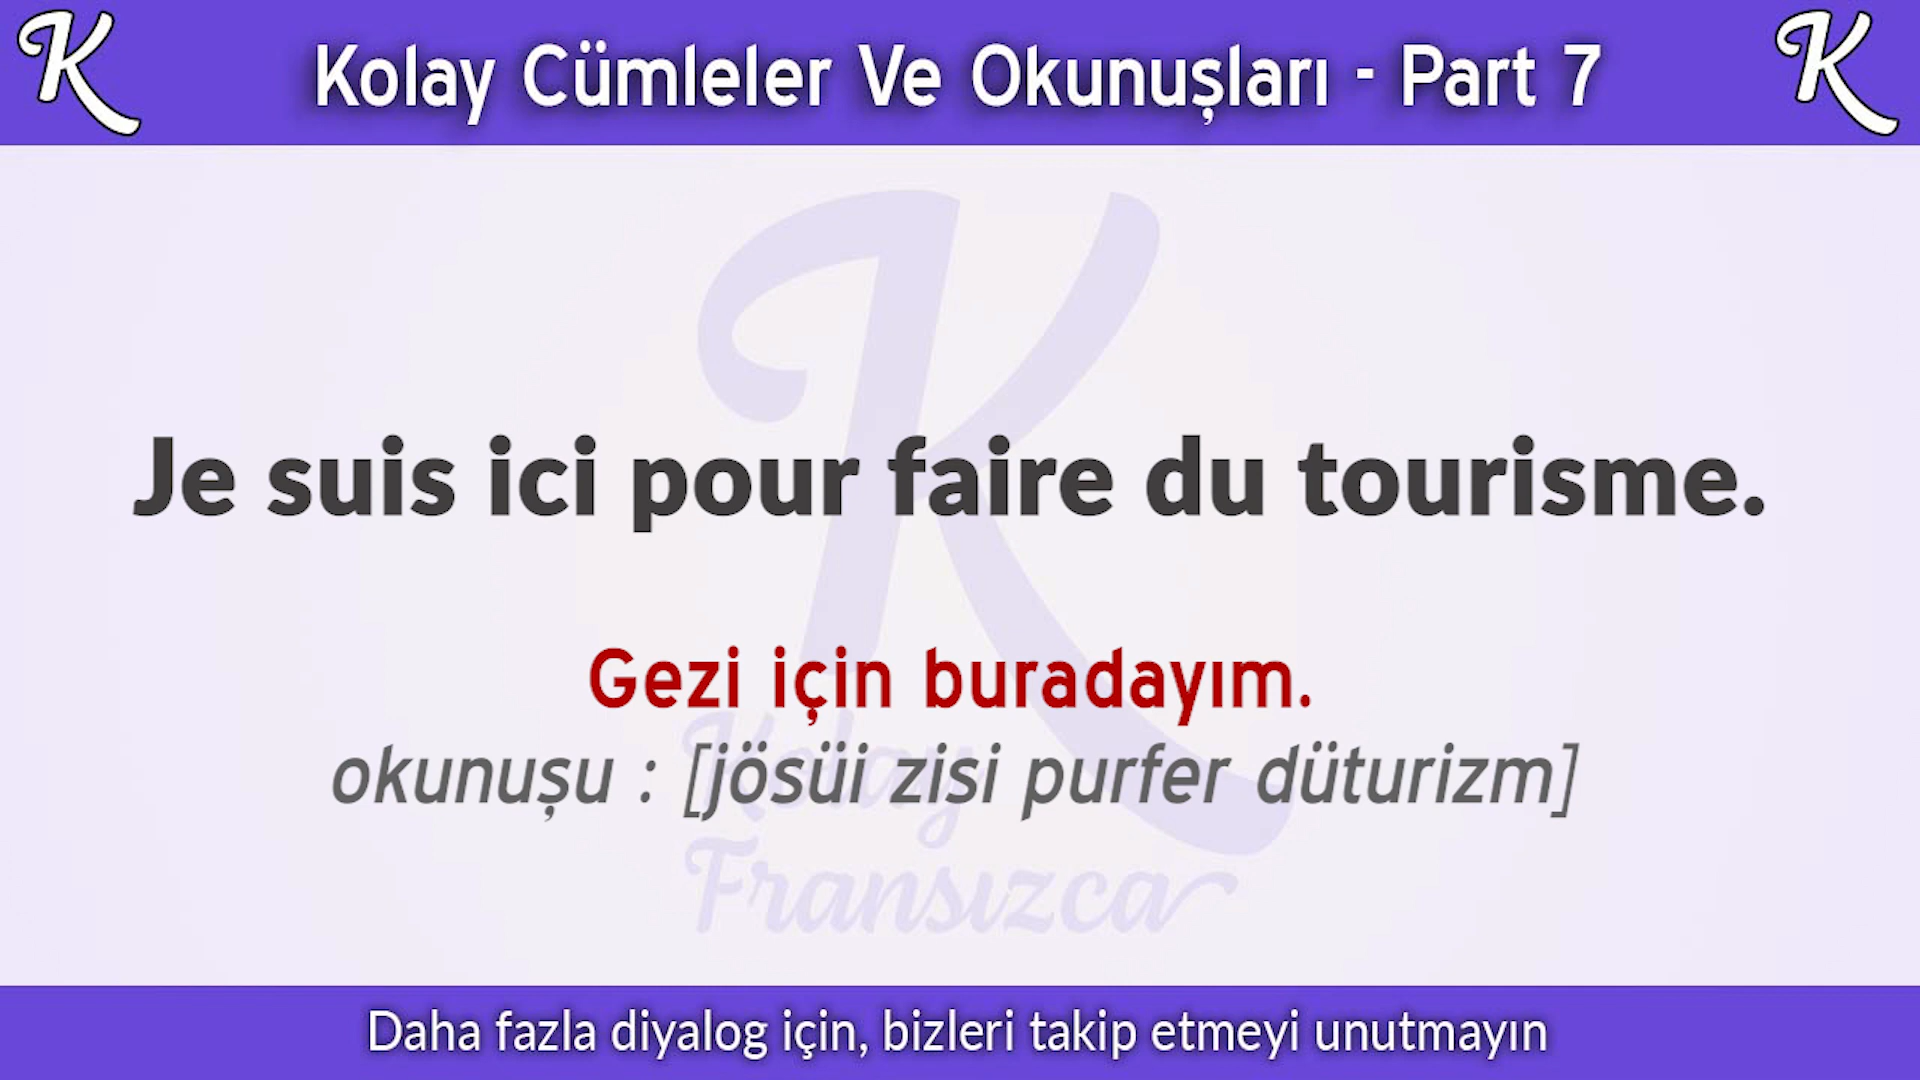 K
Kolay Cümleler Ve Okunuşları - Part 7
K
Je suis ici pour faire du tourisme.
Gezi için buradayım.
okunuşu : [jösüi zisi purfer düturizm]
K
Kolay
Fransızca
Daha fazla diyalog için, bizleri takip etmeyi unutmayın